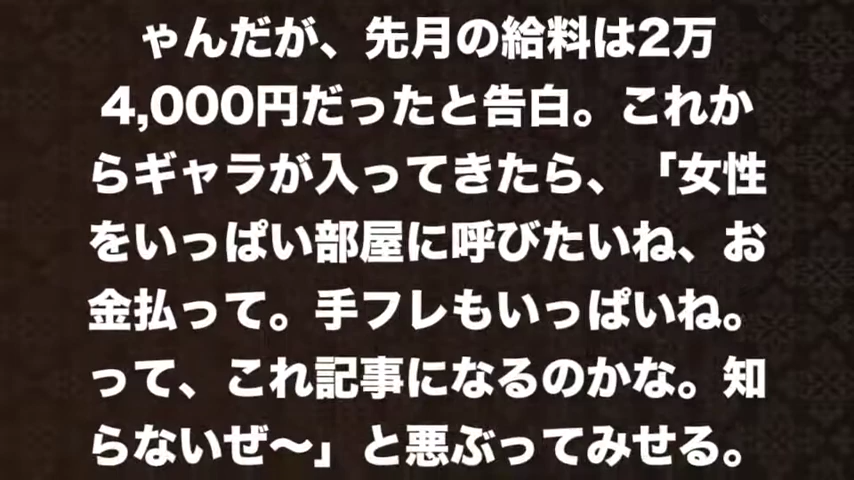 ゃんだが、先月の給料は2万
4,000円だったと告白。これか
らギャラが入ってきたら、「女性
をいっぱい部屋に呼びたいね、お
金払って。手フレもいっぱいね。
って、これ記事になるのかな。知
らないぜ〜」と悪ぶってみせる。